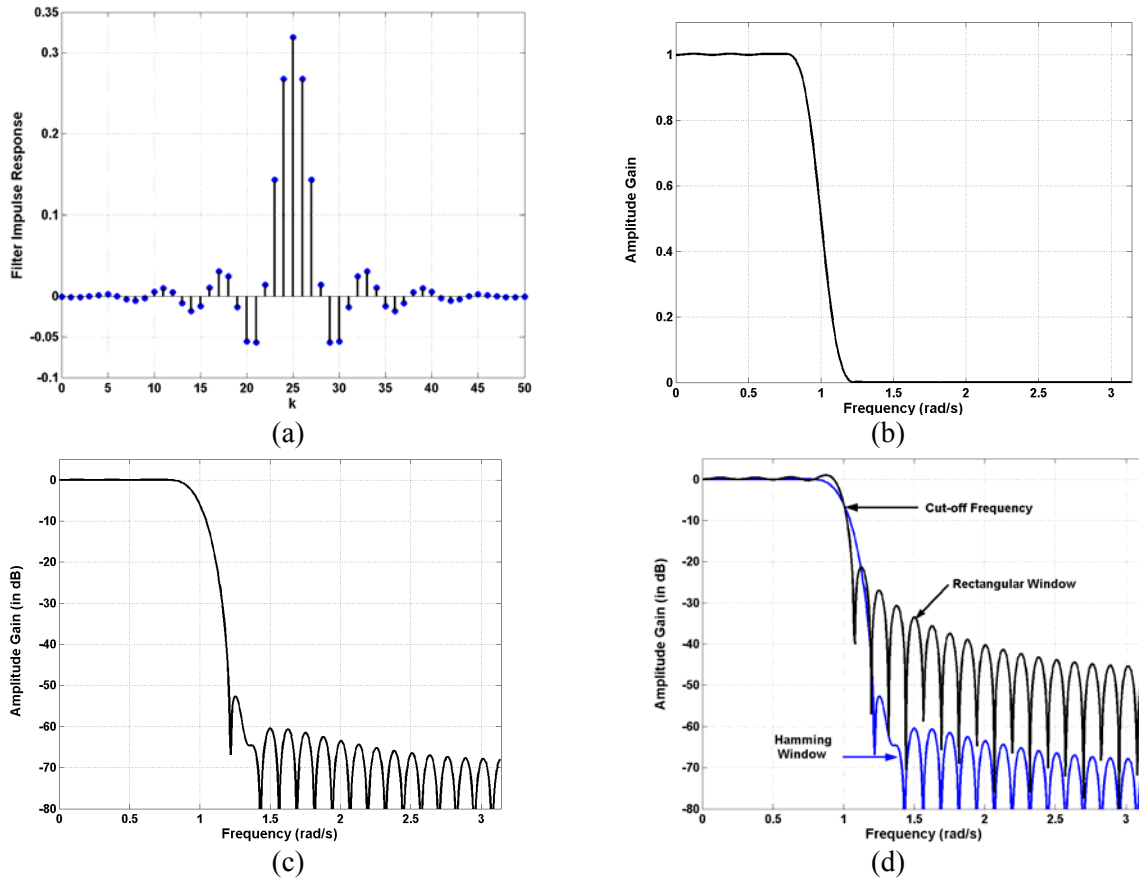 0.35
0.3
0.2
0.1
0
-0.05
-0.1
Filter Impulse Response
0 5 10 15 20 25 30 35 40 45 50
k
(a)
1
0.8
0.6
0.4
0.2
0
Amplitude Gain
0 0.5 1 1.5 2 2.5 3
Frequency (rad/s)
(b)
0
-10
-20
-30
-40
-50
-60
-70
-80
Amplitude Gain (in dB)
0 0.5 1 1.5 2 2.5 3
Frequency (rad/s)
(c)
0
-10
-20
-30
-40
-50
-60
-70
-80
Amplitude Gain (in dB)
Cut-off Frequency
Rectangular Window
Hamming
Window
0 0.5 1 1.5 2 2.5 3
Frequency (rad/s)
(d)